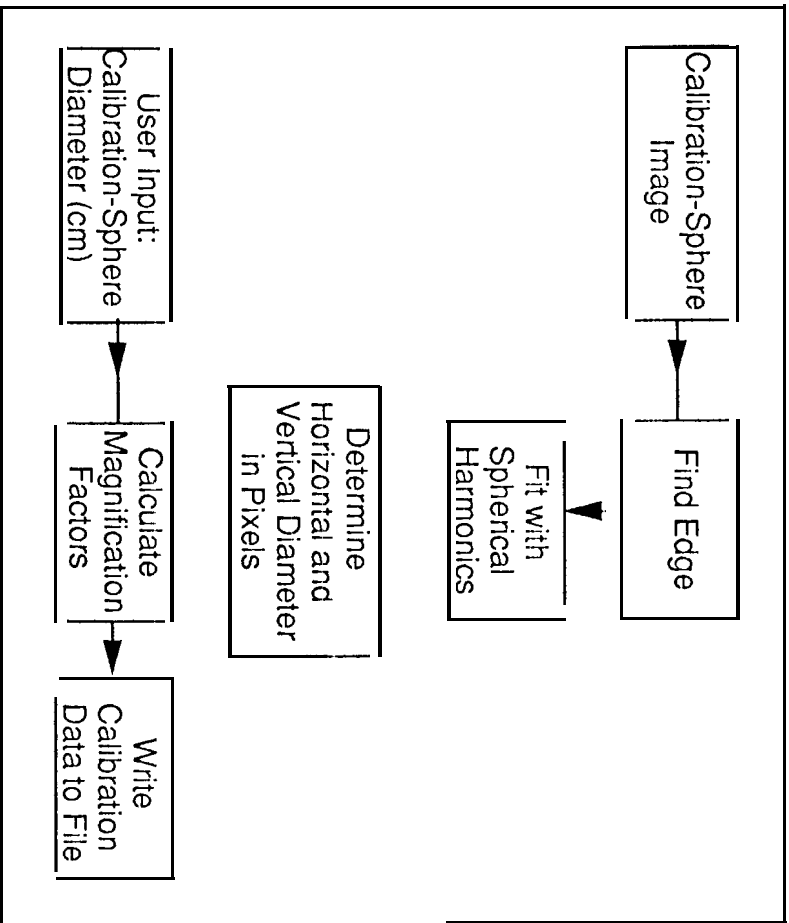 Calibration-Sphere
Image
Find Edge
Fit with
Spherical
Harmonics
Determine
Horizontal and
Vertical Diameter
in Pixels
User Input:
Calibration-Sphere
Diameter (cm)
Calculate
Magnification
Factors
Write
Calibration
Data to File